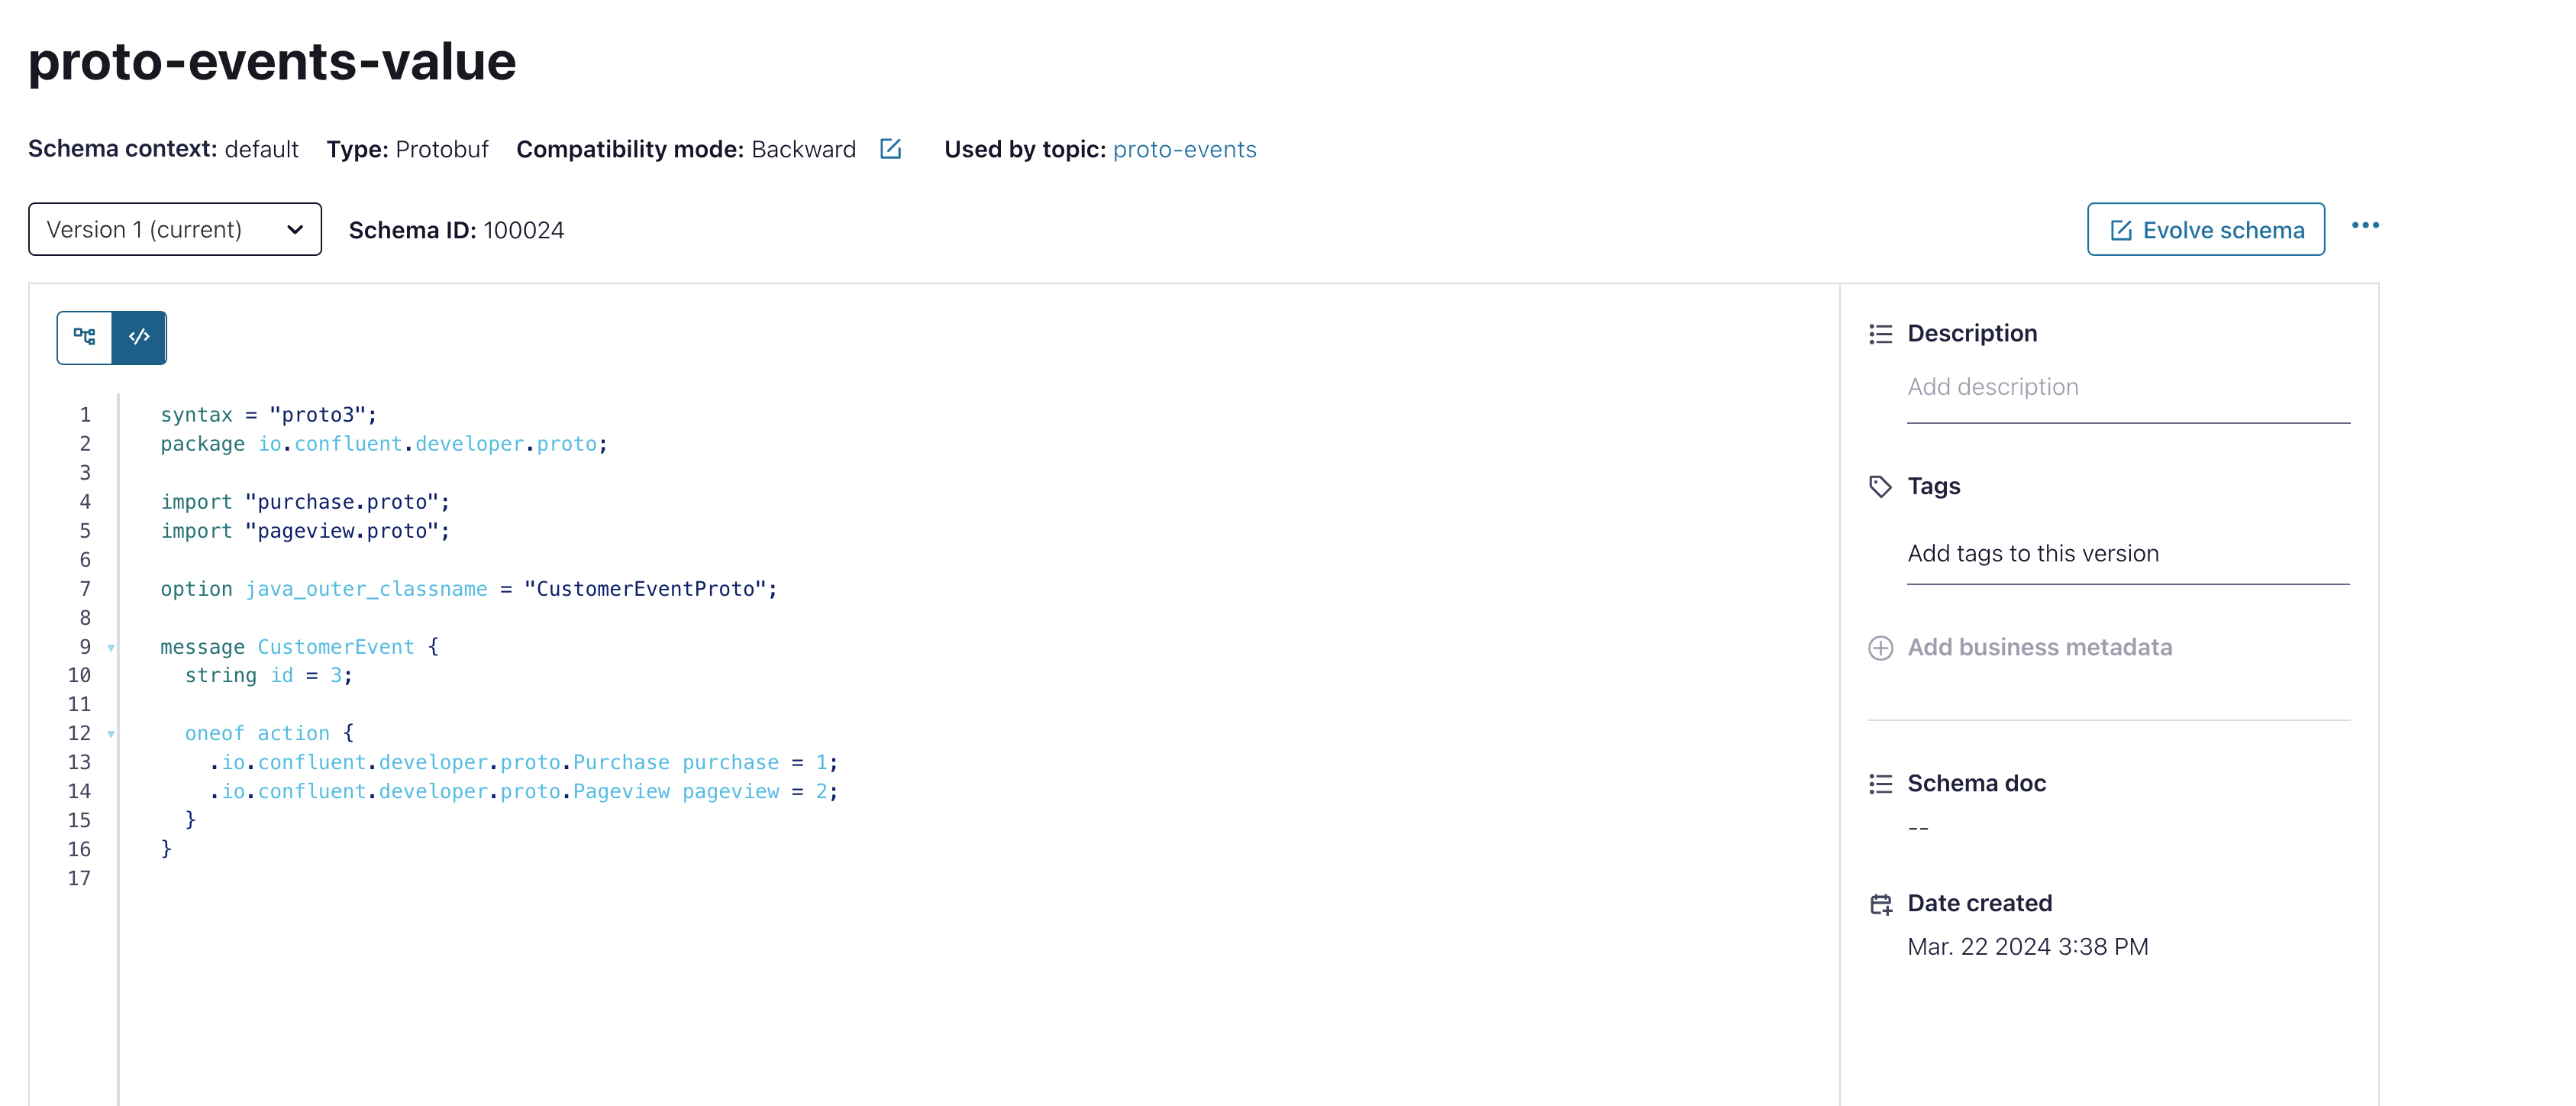 proto-events-value
Schema context: default Type: Protobuf Compatibility mode: Backward Used by topic: proto-events
Version 1 (current) Schema ID: 100024 Evolve schema
1 syntax = "proto3";
2 package io.confluent.developer.proto;
3
4 import "purchase.proto";
5 import "pageview.proto";
6
7 option java_outer_classname = "CustomerEventProto";
8
9 message CustomerEvent {
10 string id = 3;
11
12 oneof action {
13 .io.confluent.developer.proto.Purchase purchase = 1;
14 .io.confluent.developer.proto.Pageview pageview = 2;
15 }
16 }
17
Description
Add description
Tags
Add tags to this version
Add business metadata
Schema doc
--
Date created
Mar. 22 2024 3:38 PM